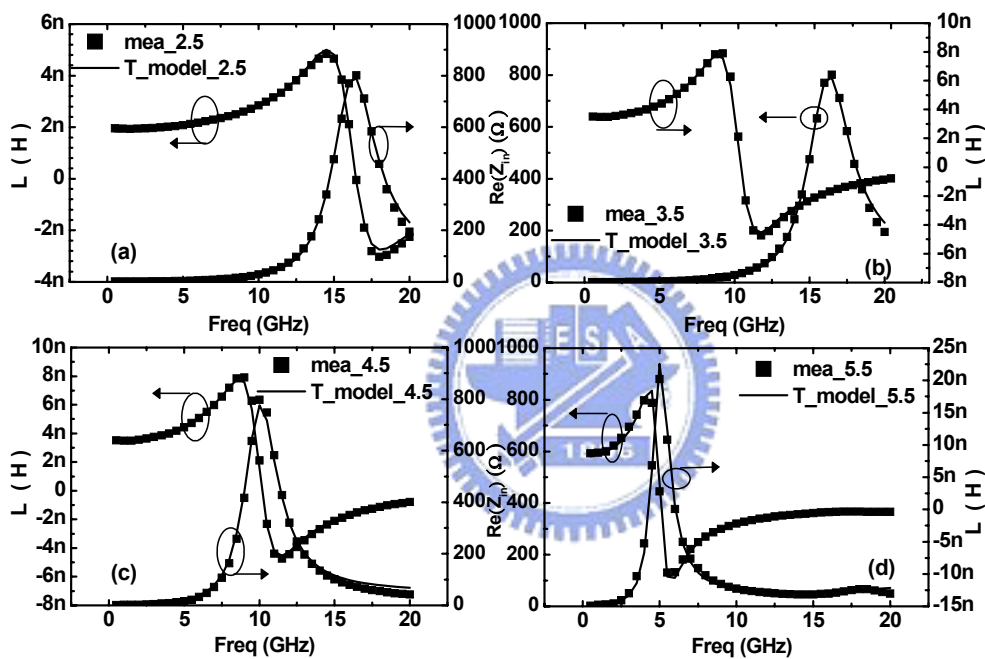 6n
4n
2n
0
-2n
-4n
L (H)
mea_2.5
T_model_2.5
(a)
0 5 10 15 20
Freq (GHz)
1000
800
600
400
200
0
Re(Z_in) (Ω)
1000
800
600
400
200
0
mea_3.5
T_model_3.5
(b)
0 5 10 15 20
Freq (GHz)
10n
8n
6n
4n
2n
0
-2n
-4n
-6n
-8n
L (H)
10n
8n
6n
4n
2n
0
-2n
-4n
-6n
-8n
L (H)
mea_4.5
T_model_4.5
(c)
0 5 10 15 20
Freq (GHz)
1000
800
600
400
200
0
Re(Z_in) (Ω)
1000
800
600
400
200
0
mea_5.5
T_model_5.5
(d)
0 5 10 15 20
Freq (GHz)
25n
20n
15n
10n
5n
0
-5n
-10n
-15n
L (H)
E S A